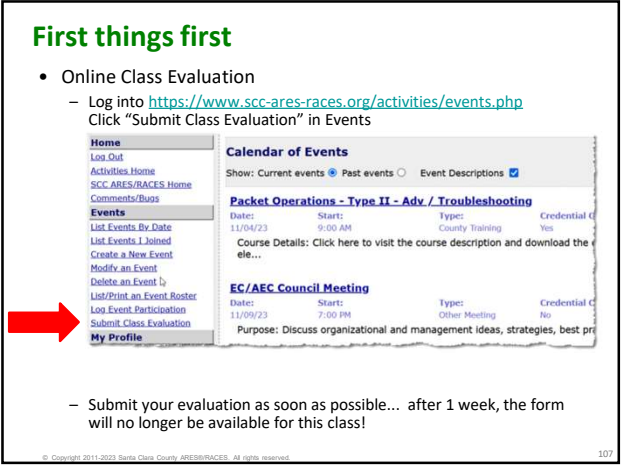 First things first
• Online Class Evaluation
– Log into https://www.scc-ares-races.org/activities/events.php
Click “Submit Class Evaluation” in Events
Home
Log Out
Activities Home
SCC ARES/RACES Home
Comments/Bugs
Events
List Events By Date
List Events I Joined
Create a New Event
Modify an Event
Delete an Event
List/Print an Event Roster
Log Event Participation
Submit Class Evaluation
My Profile
Calendar of Events
Show: Current events Past events Event Descriptions
Packet Operations - Type II - Adv / Troubleshooting
Date: Start: Type: Credential
11/04/23 9:00 AM County Training Yes
Course Details: Click here to visit the course description and download the
ele...
EC/AEC Council Meeting
Date: Start: Type: Credential
11/09/23 7:00 PM Other Meeting No
Purpose: Discuss organizational and management ideas, strategies, best
– Submit your evaluation as soon as possible... after 1 week, the form
will no longer be available for this class!
© Copyright 2011-2023 Santa Clara County ARES®/RACES. All rights reserved.
107